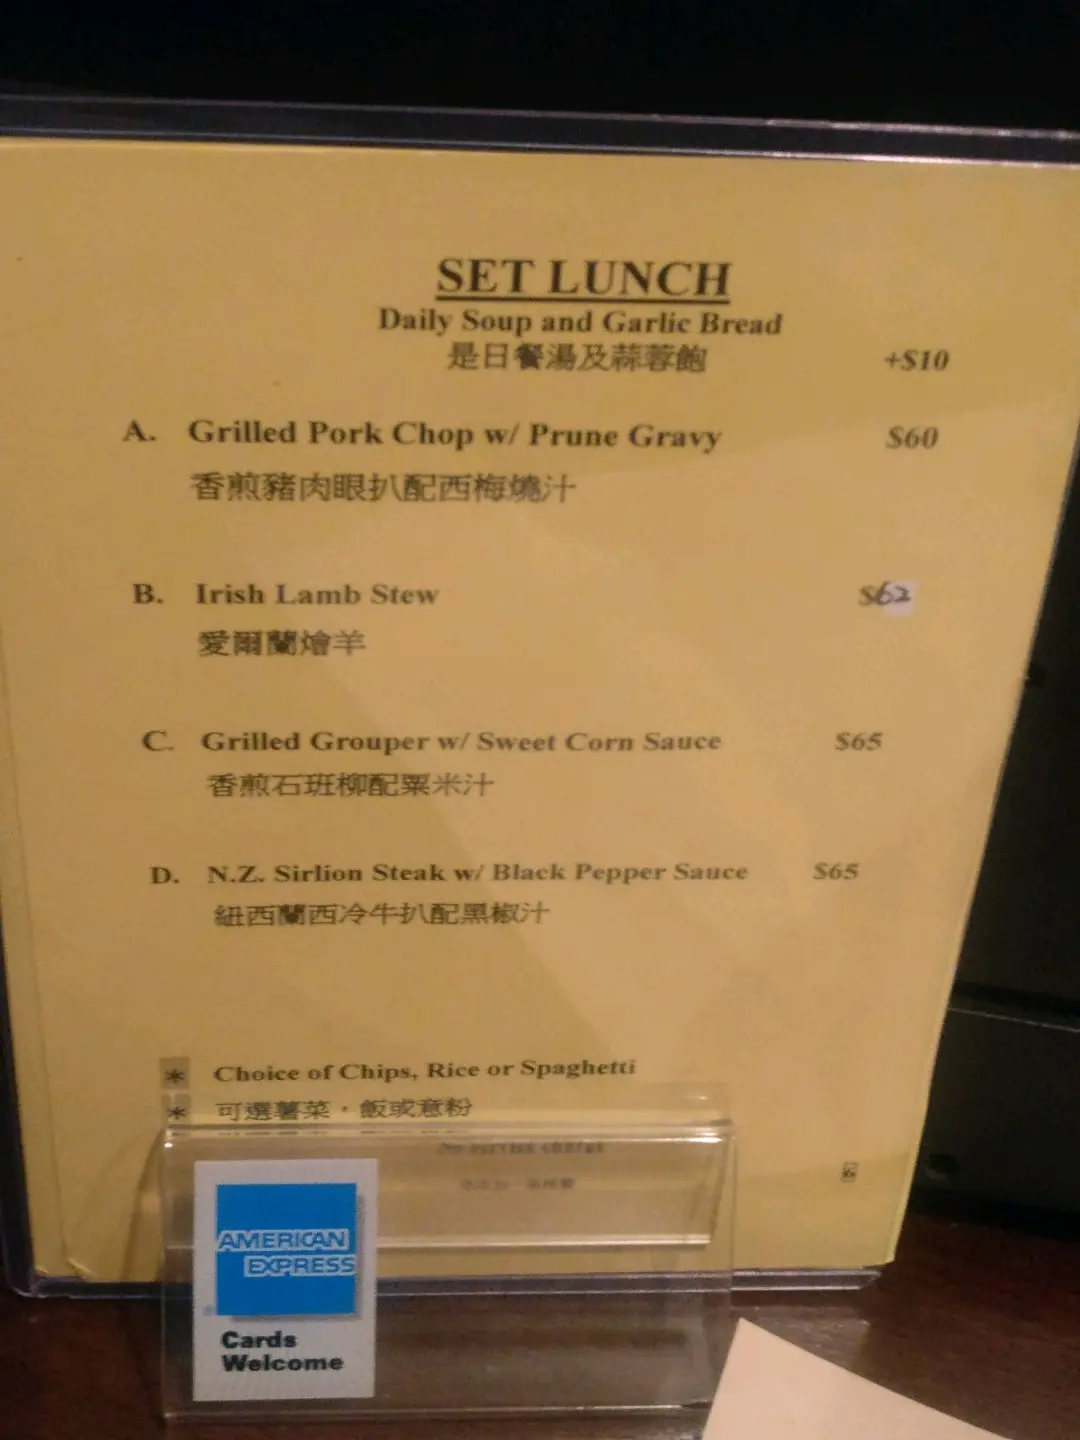 SET LUNCH
Daily Soup and Garlic Bread
是日餐湯及蒜蓉飽 +$10
A. Grilled Pork Chop w/ Prune Gravy $60
香煎豬肉眼扒配西梅燒汁
B. Irish Lamb Stew $62
愛爾蘭燴羊
C. Grilled Grouper w/ Sweet Corn Sauce $65
香煎石班柳配粟米汁
D. N.Z. Sirlion Steak w/ Black Pepper Sauce $65
紐西蘭西冷牛扒配黑椒汁
* Choice of Chips, Rice or Spaghetti
* 可選薯菜，飯或意粉
No service charge
6
AMERICAN
EXPRESS
®
Cards
Welcome